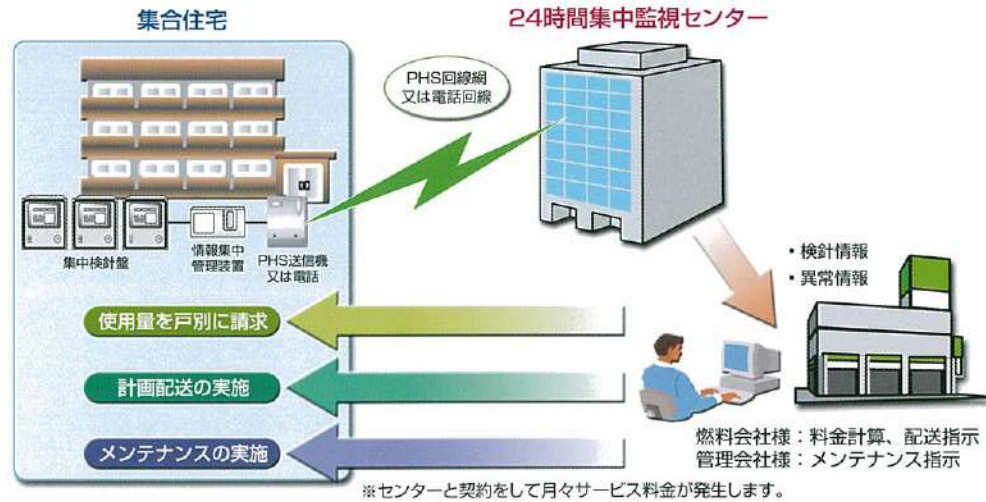 集合住宅
24時間集中監視センター
PHS回線網
又は電話回線
集中検針盤
情報集中
管理装置
PHS送信機
又は電話
・検針情報
・異常情報
使用量を戸別に請求
計画配送の実施
メンテナンスの実施
燃料会社様：料金計算、配送指示
管理会社様：メンテナンス指示
※センターと契約をして月々サービス料金が発生します。